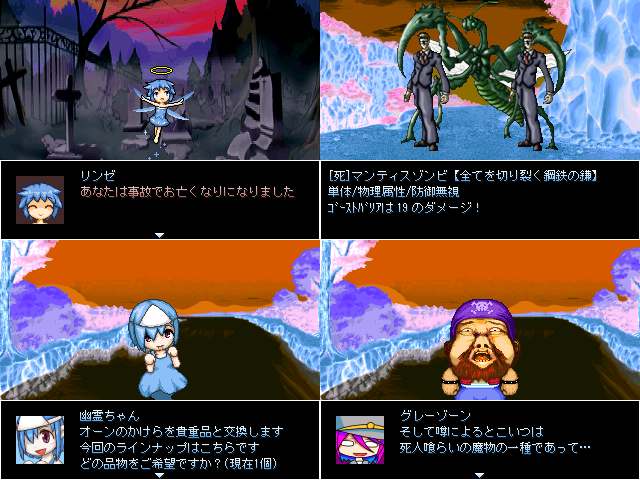 リンゼ
あなたは事故でお亡くなりになりました
[死]マンティスゾンビ【全てを切り裂く鋼鉄の鎌】
単体/物理属性/防御無視
ｺﾞｰｽﾄﾊﾞﾘｱは 19 のダメージ！
幽霊ちゃん
オーンのかけらを貴重品と交換します
今回のラインナップはこちらです
どの品物をご希望ですか？(現在1個)
グレーゾーン
そして噂によるとこいつは
死人喰らいの魔物の一種であって…